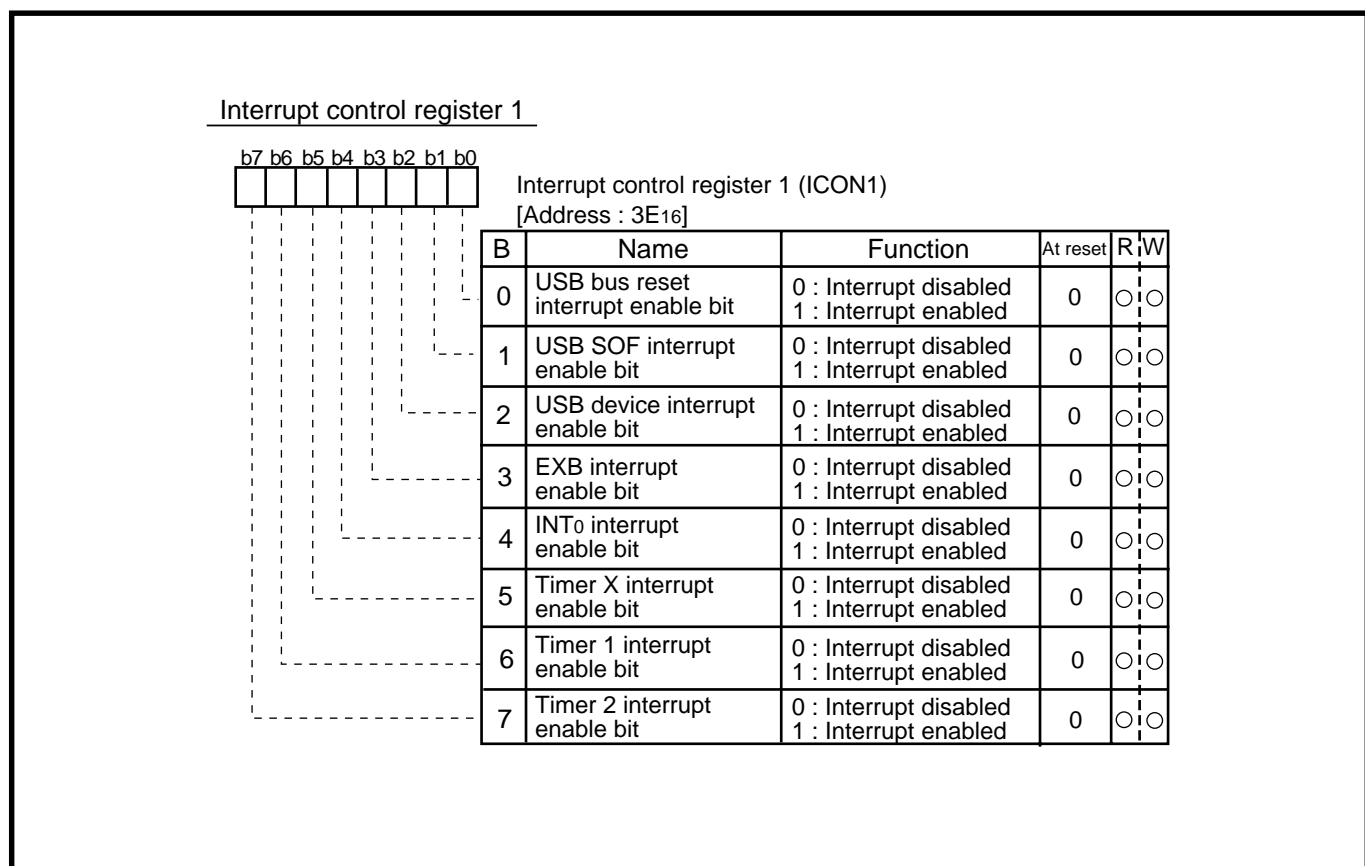 Interrupt control register 1
b7 b6 b5 b4 b3 b2 b1 b0
Interrupt control register 1 (ICON1)
[Address : 3E16]
B Name Function At reset R W
0 USB bus reset interrupt enable bit 0 : Interrupt disabled 1 : Interrupt enabled 0 ○ ○
1 USB SOF interrupt enable bit 0 : Interrupt disabled 1 : Interrupt enabled 0 ○ ○
2 USB device interrupt enable bit 0 : Interrupt disabled 1 : Interrupt enabled 0 ○ ○
3 EXB interrupt enable bit 0 : Interrupt disabled 1 : Interrupt enabled 0 ○ ○
4 INT0 interrupt enable bit 0 : Interrupt disabled 1 : Interrupt enabled 0 ○ ○
5 Timer X interrupt enable bit 0 : Interrupt disabled 1 : Interrupt enabled 0 ○ ○
6 Timer 1 interrupt enable bit 0 : Interrupt disabled 1 : Interrupt enabled 0 ○ ○
7 Timer 2 interrupt enable bit 0 : Interrupt disabled 1 : Interrupt enabled 0 ○ ○